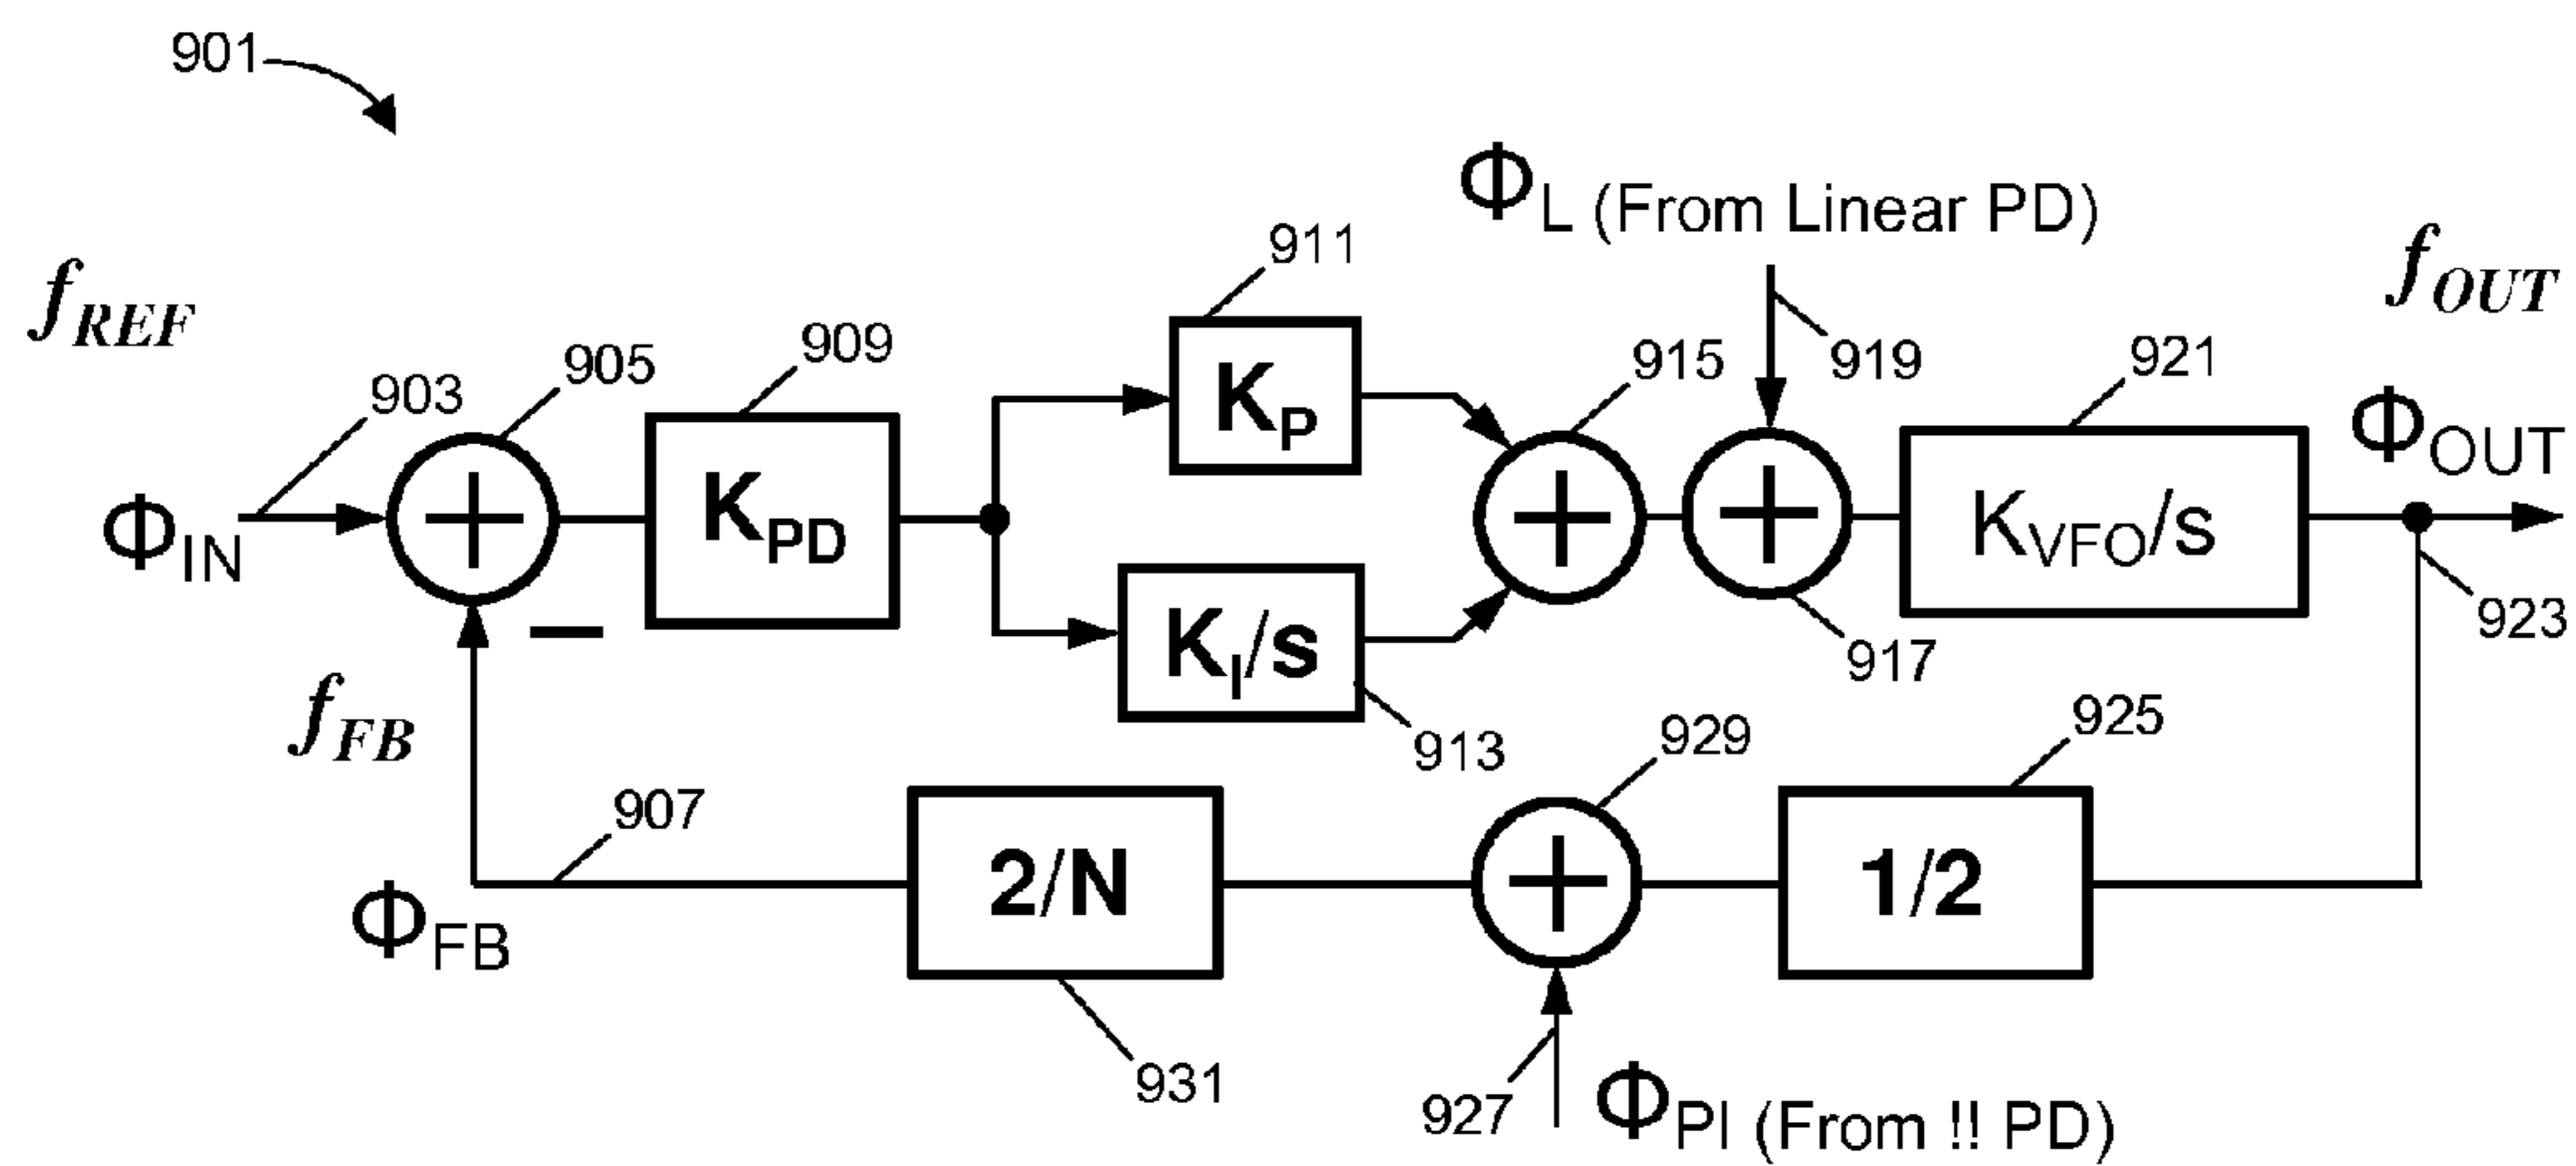 901
Φ_L (From Linear PD)
f_REF
f_OUT
903
905
909
911
915
919
921
Φ_IN
+
K_PD
K_P
+
+
K_VFO/s
Φ_OUT
−
K_I/s
917
923
f_FB
913
907
929
925
Φ_FB
2/N
+
1/2
931
927
Φ_PI (From !! PD)